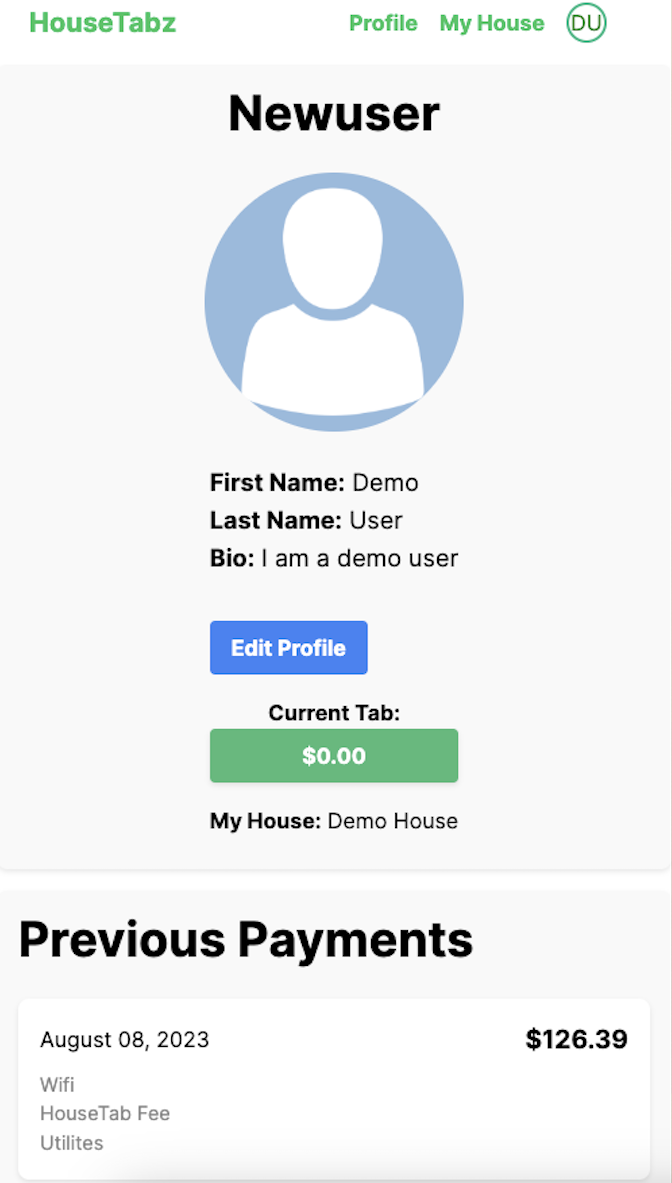 HouseTabz Profile My House DU
Newuser
First Name: Demo
Last Name: User
Bio: I am a demo user
Edit Profile
Current Tab:
$0.00
My House: Demo House
Previous Payments
August 08, 2023 $126.39
Wifi
HouseTab Fee
Utilites